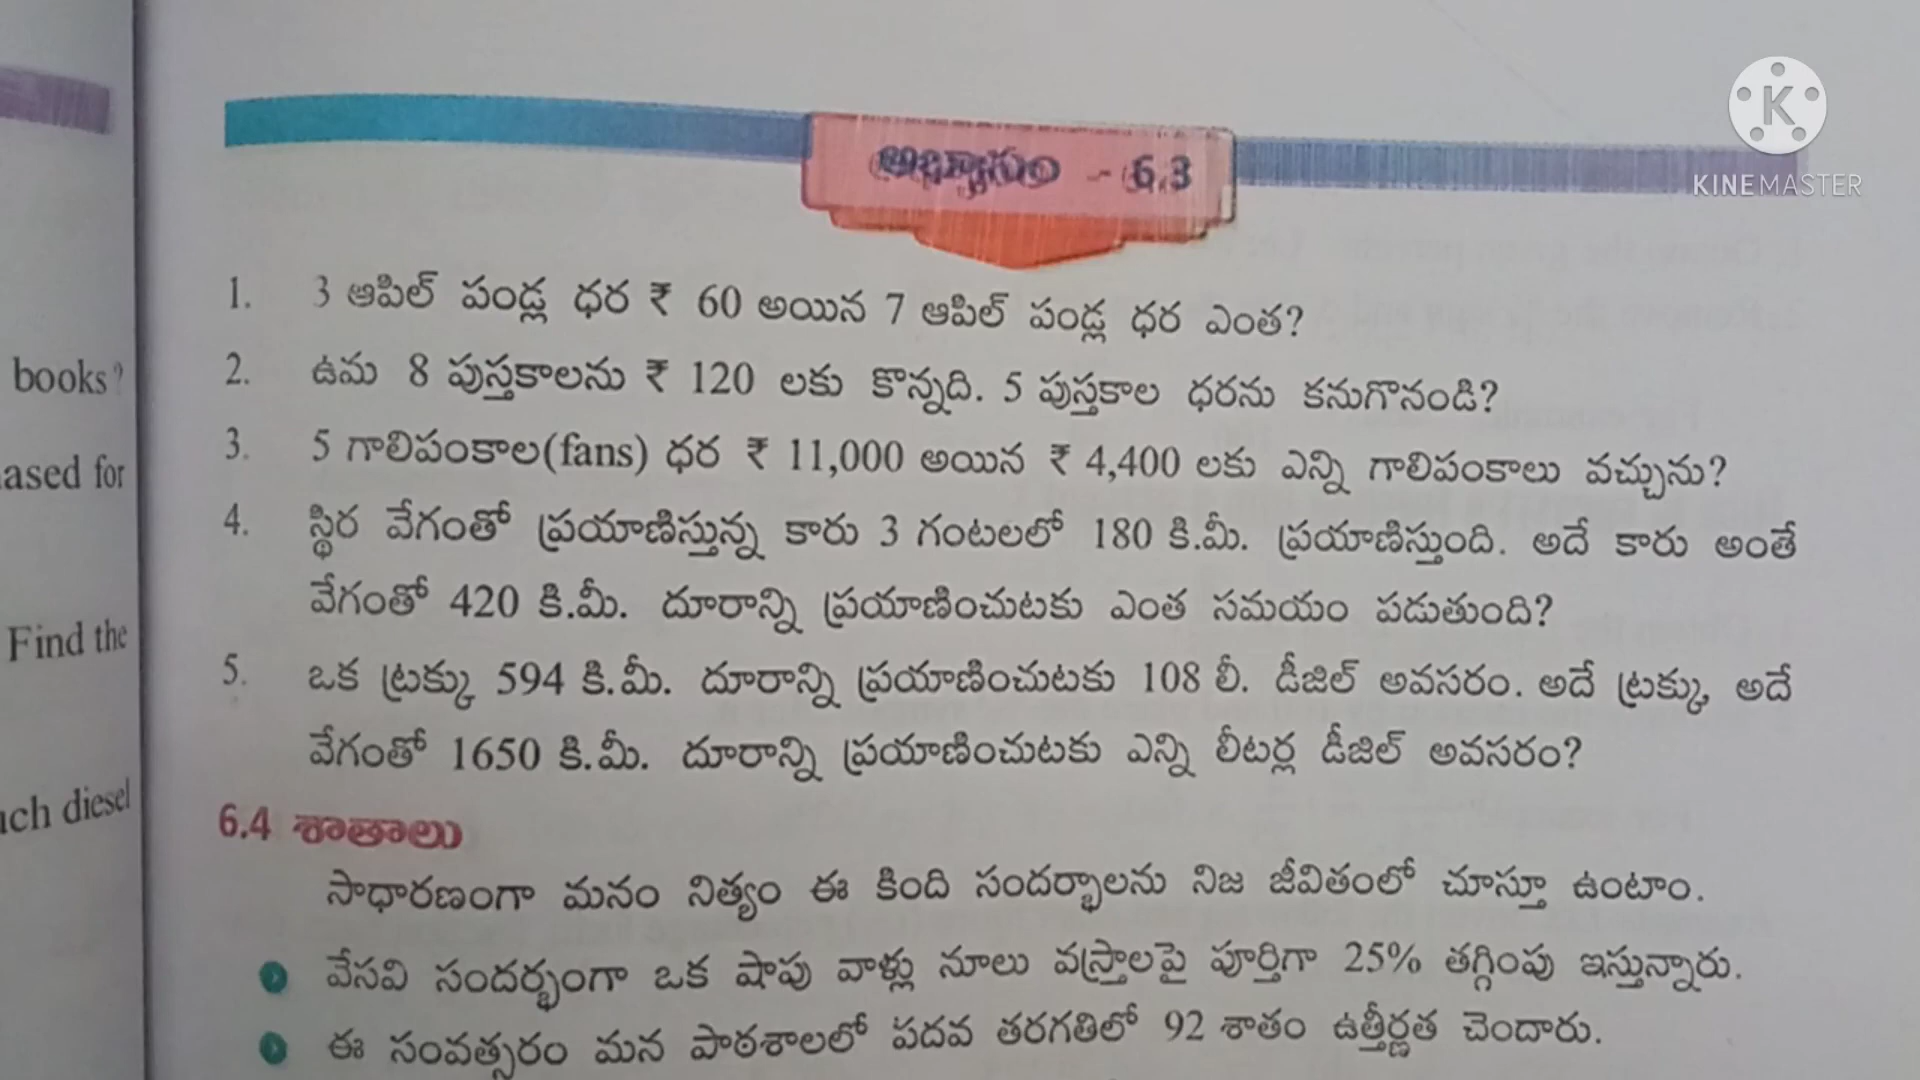 KINEMASTER
అభ్యాసం - 6.3
1. 3 ఆపిల్ పండ్ల ధర ₹ 60 అయిన 7 ఆపిల్ పండ్ల ధర ఎంత?
2. ఉమ 8 పుస్తకాలను ₹ 120 లకు కొన్నది. 5 పుస్తకాల ధరను కనుగొనండి?
3. 5 గాలిపంకాల(fans) ధర ₹ 11,000 అయిన ₹ 4,400 లకు ఎన్ని గాలిపంకాలు వచ్చును?
4. స్థిర వేగంతో ప్రయాణిస్తున్న కారు 3 గంటలలో 180 కి.మీ. ప్రయాణిస్తుంది. అదే కారు అంతే
వేగంతో 420 కి.మీ. దూరాన్ని ప్రయాణించుటకు ఎంత సమయం పడుతుంది?
5. ఒక ట్రక్కు 594 కి.మీ. దూరాన్ని ప్రయాణించుటకు 108 లీ. డీజిల్ అవసరం. అదే ట్రక్కు, అదే
వేగంతో 1650 కి.మీ. దూరాన్ని ప్రయాణించుటకు ఎన్ని లీటర్ల డీజిల్ అవసరం?
6.4 శాతాలు
సాధారణంగా మనం నిత్యం ఈ కింది సందర్భాలను నిజ జీవితంలో చూస్తూ ఉంటాం.
వేసవి సందర్భంగా ఒక షాపు వాళ్లు నూలు వస్త్రాలపై పూర్తిగా 25% తగ్గింపు ఇస్తున్నారు.
ఈ సంవత్సరం మన పాఠశాలలో పదవ తరగతిలో 92 శాతం ఉత్తీర్ణత చెందారు.
books?
ased for
Find the
uch diesel